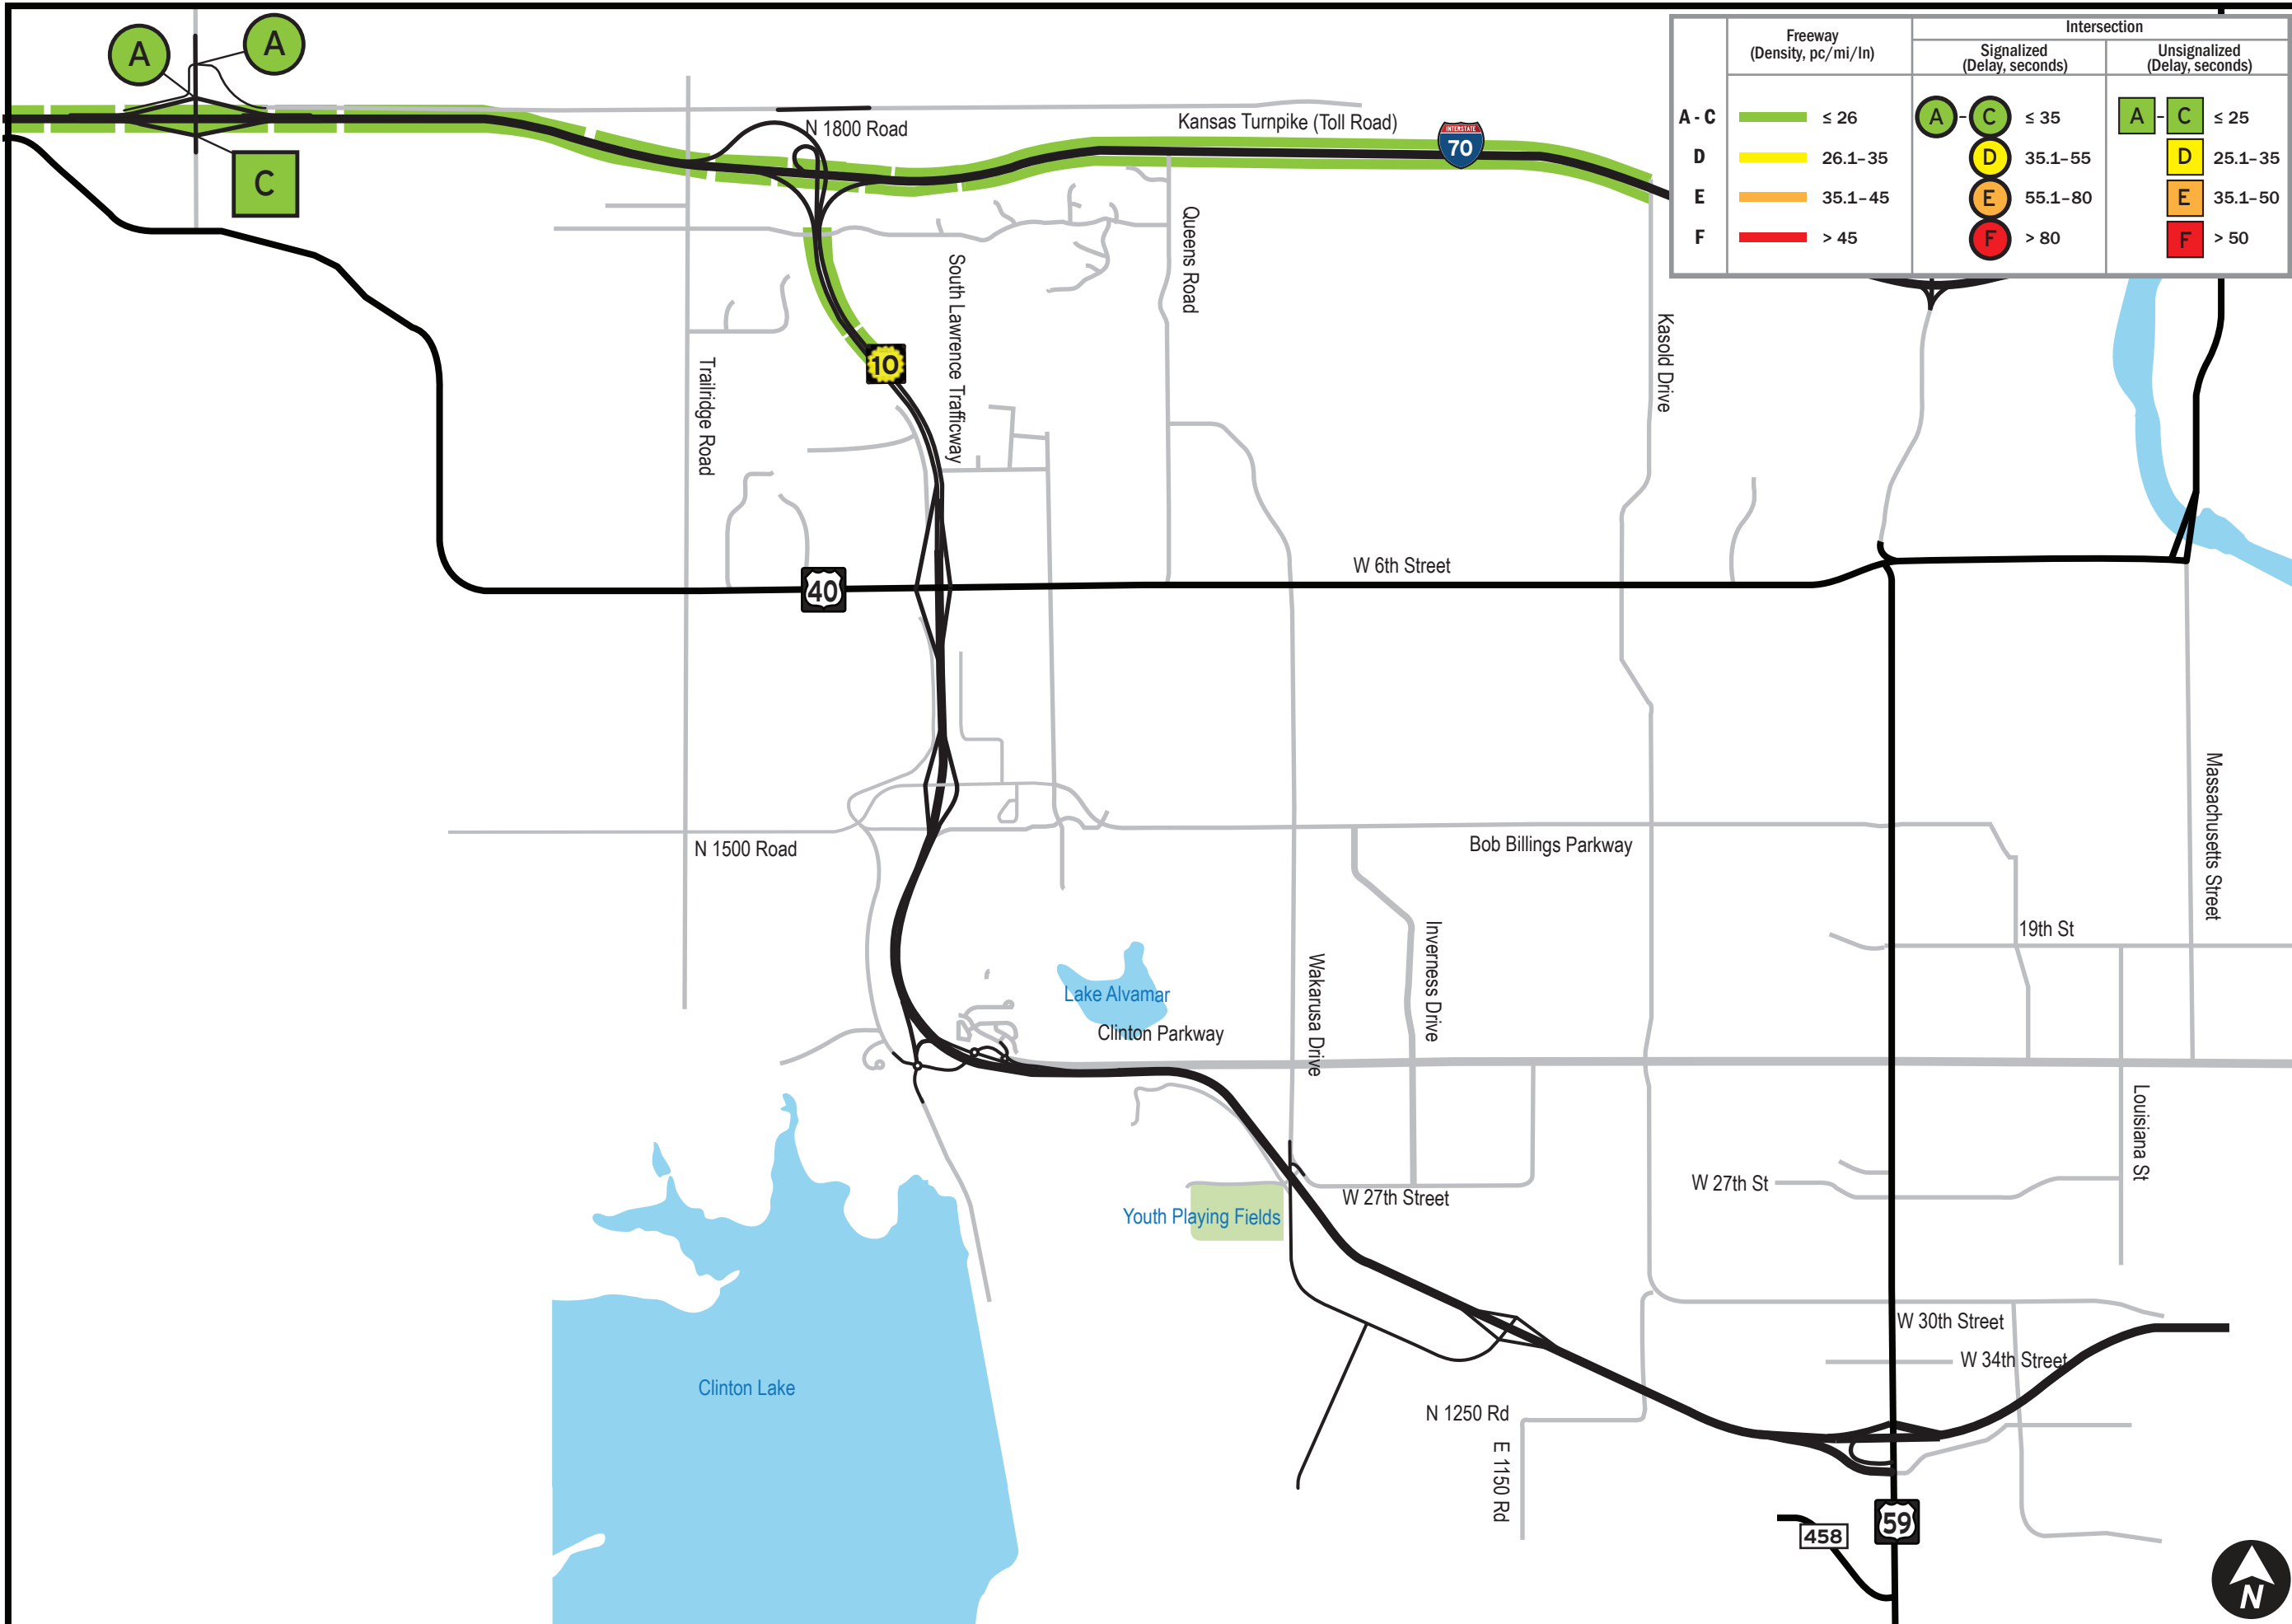 A
A
C
Freeway
(Density, pc/mi/ln)
Intersection
Signalized
(Delay, seconds)
Unsignalized
(Delay, seconds)
A - C
≤ 26
A - C ≤ 35
A - C ≤ 25
D
26.1–35
D 35.1–55
D 25.1–35
E
35.1–45
E 55.1–80
E 35.1–50
F
> 45
F > 80
F > 50
N 1800 Road
Kansas Turnpike (Toll Road)
INTERSTATE
70
Queens Road
South Lawrence Trafficway
10
Trailridge Road
Kasold Drive
W 6th Street
40
N 1500 Road
Bob Billings Parkway
Massachusetts Street
19th St
Inverness Drive
Wakarusa Drive
Lake Alvamar
Clinton Parkway
Louisiana St
W 27th St
W 27th Street
Youth Playing Fields
W 30th Street
W 34th Street
Clinton Lake
N 1250 Rd
E 1150 Rd
59
458
N